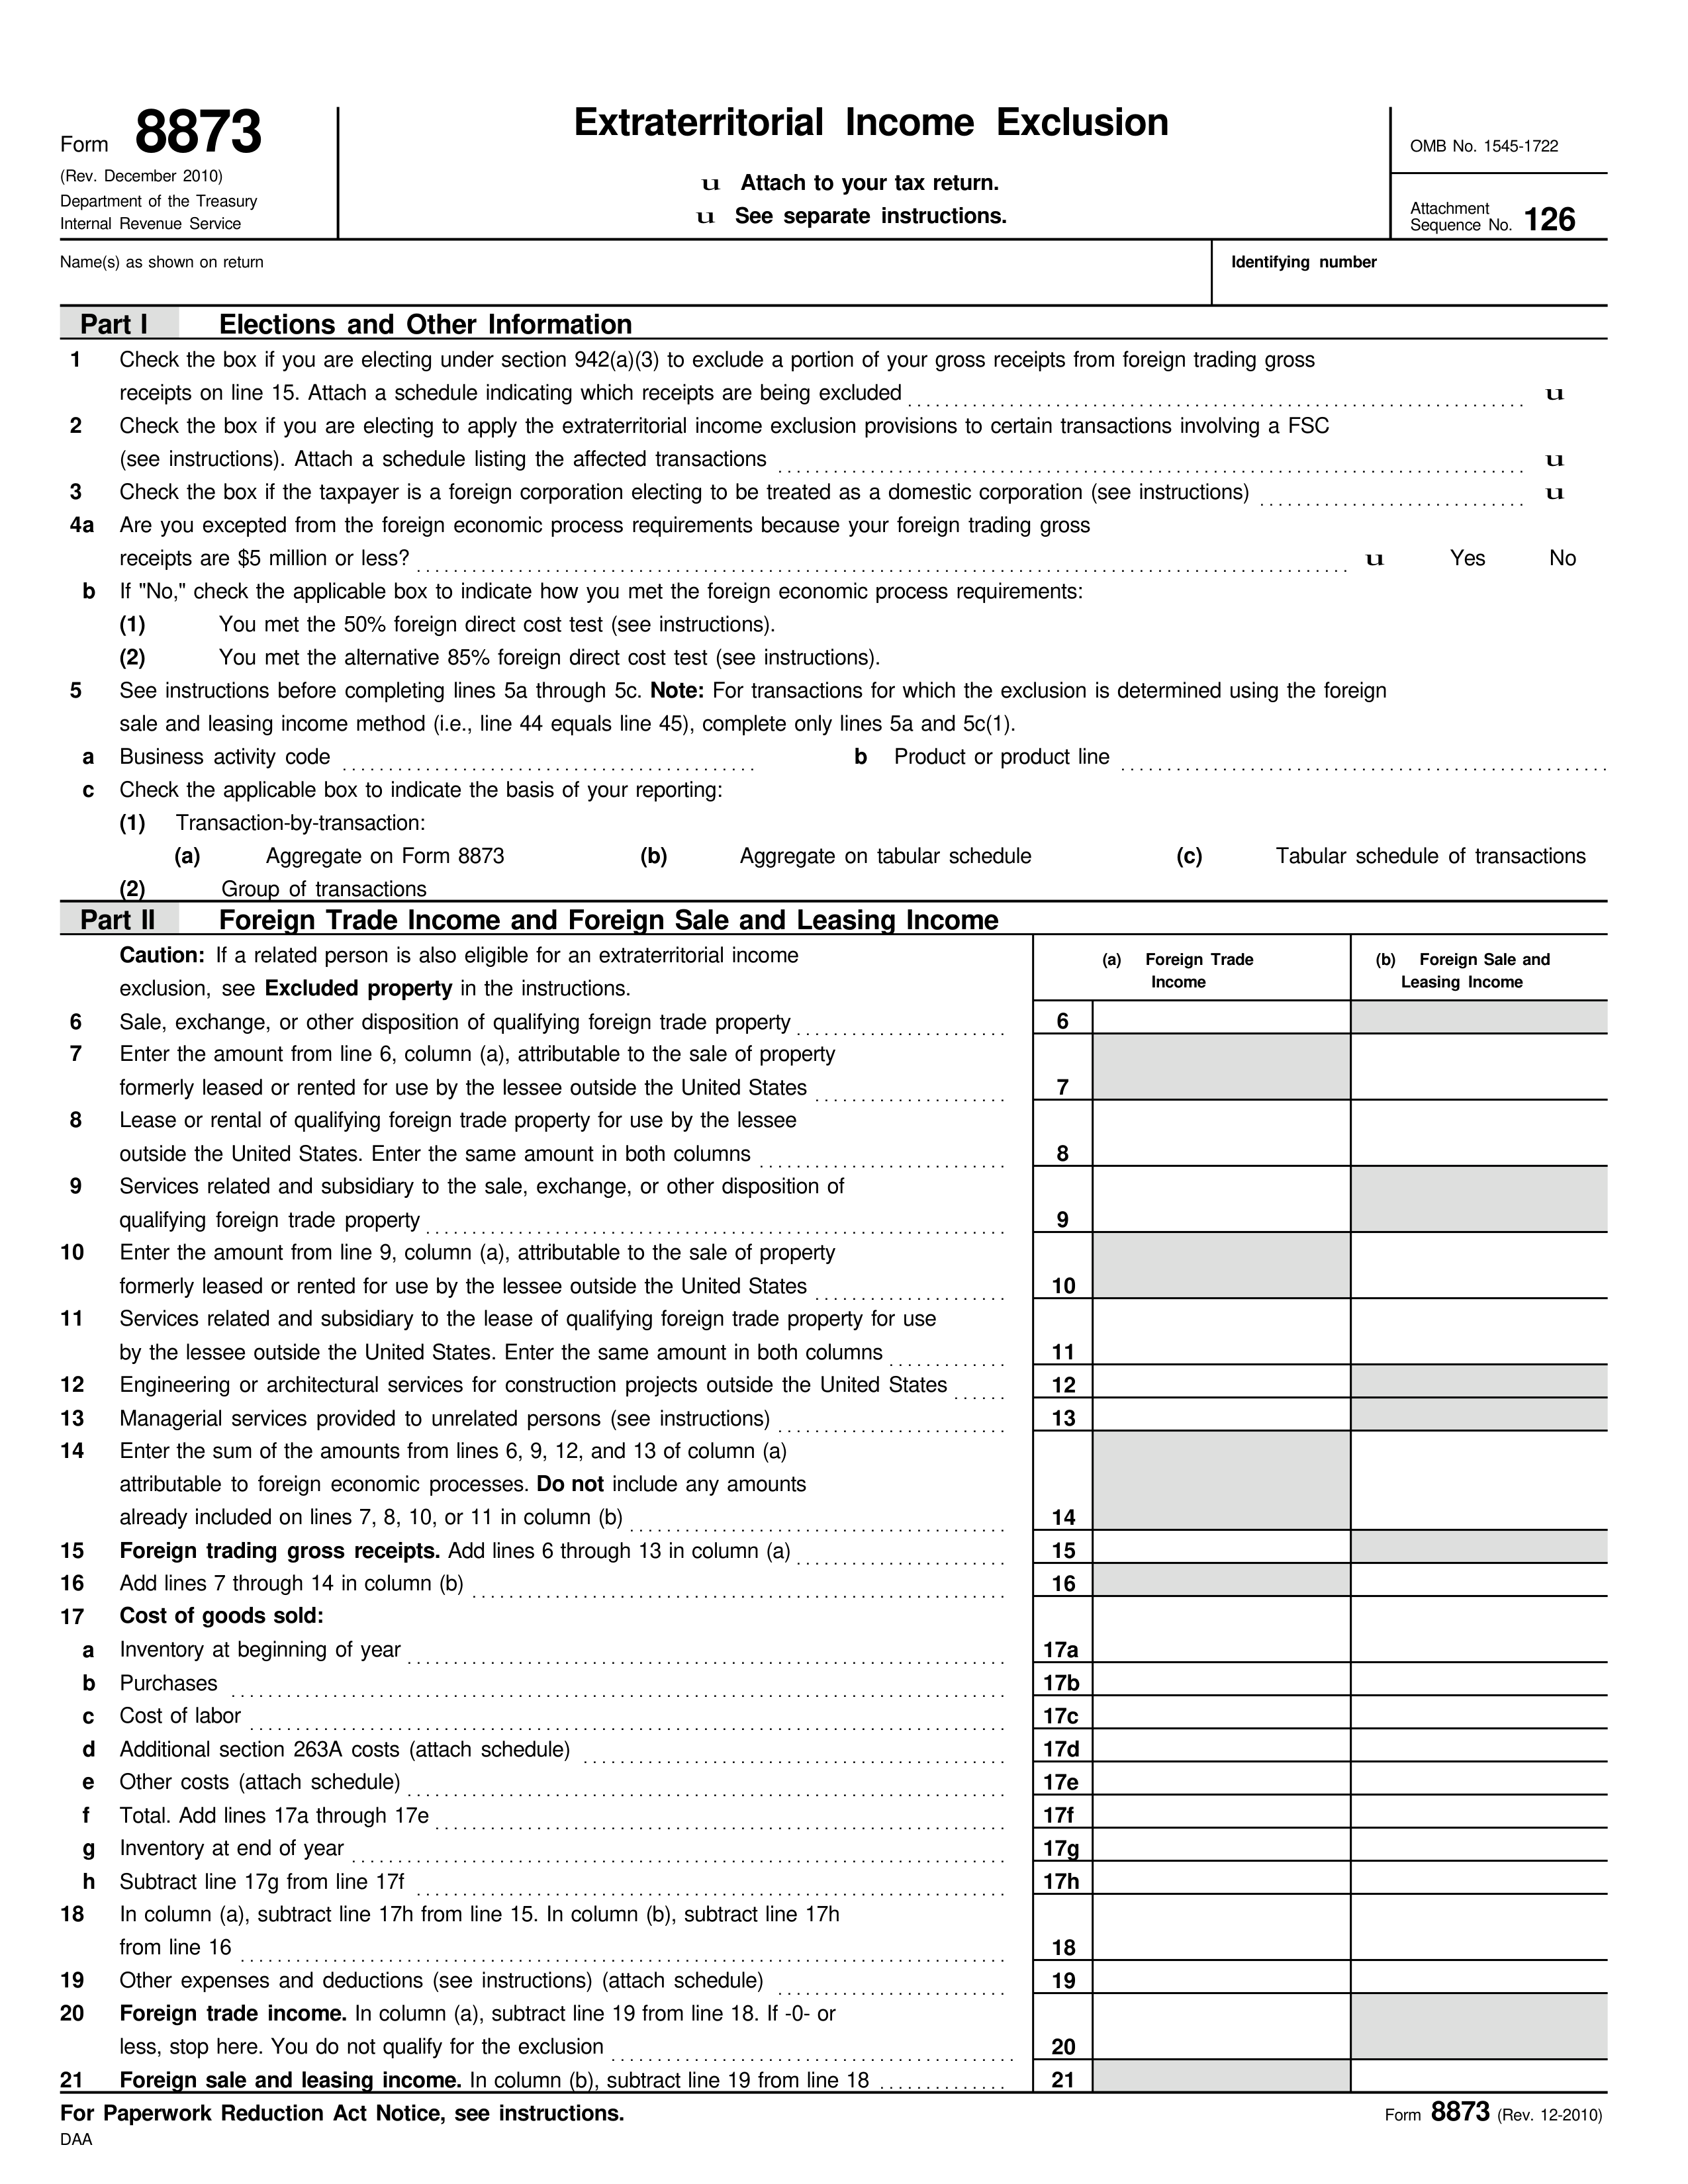 Form 8873
(Rev. December 2010)
Department of the Treasury
Internal Revenue Service
Extraterritorial Income Exclusion
u Attach to your tax return.
u See separate instructions.
OMB No. 1545-1722
Attachment
Sequence No. 126
Name(s) as shown on return
Identifying number
Part I Elections and Other Information
1 Check the box if you are electing under section 942(a)(3) to exclude a portion of your gross receipts from foreign trading gross
receipts on line 15. Attach a schedule indicating which receipts are being excluded u
2 Check the box if you are electing to apply the extraterritorial income exclusion provisions to certain transactions involving a FSC
(see instructions). Attach a schedule listing the affected transactions u
3 Check the box if the taxpayer is a foreign corporation electing to be treated as a domestic corporation (see instructions) u
4a Are you excepted from the foreign economic process requirements because your foreign trading gross
receipts are $5 million or less? u Yes No
b If "No," check the applicable box to indicate how you met the foreign economic process requirements:
(1) You met the 50% foreign direct cost test (see instructions).
(2) You met the alternative 85% foreign direct cost test (see instructions).
5 See instructions before completing lines 5a through 5c. Note: For transactions for which the exclusion is determined using the foreign
sale and leasing income method (i.e., line 44 equals line 45), complete only lines 5a and 5c(1).
a Business activity code b Product or product line
c Check the applicable box to indicate the basis of your reporting:
(1) Transaction-by-transaction:
(a) Aggregate on Form 8873 (b) Aggregate on tabular schedule (c) Tabular schedule of transactions
(2) Group of transactions
Part II Foreign Trade Income and Foreign Sale and Leasing Income
Caution: If a related person is also eligible for an extraterritorial income
exclusion, see Excluded property in the instructions.
(a) Foreign Trade
Income
(b) Foreign Sale and
Leasing Income
6 Sale, exchange, or other disposition of qualifying foreign trade property 6
7 Enter the amount from line 6, column (a), attributable to the sale of property
formerly leased or rented for use by the lessee outside the United States 7
8 Lease or rental of qualifying foreign trade property for use by the lessee
outside the United States. Enter the same amount in both columns 8
9 Services related and subsidiary to the sale, exchange, or other disposition of
qualifying foreign trade property 9
10 Enter the amount from line 9, column (a), attributable to the sale of property
formerly leased or rented for use by the lessee outside the United States 10
11 Services related and subsidiary to the lease of qualifying foreign trade property for use
by the lessee outside the United States. Enter the same amount in both columns 11
12 Engineering or architectural services for construction projects outside the United States 12
13 Managerial services provided to unrelated persons (see instructions) 13
14 Enter the sum of the amounts from lines 6, 9, 12, and 13 of column (a)
attributable to foreign economic processes. Do not include any amounts
already included on lines 7, 8, 10, or 11 in column (b) 14
15 Foreign trading gross receipts. Add lines 6 through 13 in column (a) 15
16 Add lines 7 through 14 in column (b) 16
17 Cost of goods sold:
a Inventory at beginning of year 17a
b Purchases 17b
c Cost of labor 17c
d Additional section 263A costs (attach schedule) 17d
e Other costs (attach schedule) 17e
f Total. Add lines 17a through 17e 17f
g Inventory at end of year 17g
h Subtract line 17g from line 17f 17h
18 In column (a), subtract line 17h from line 15. In column (b), subtract line 17h
from line 16 18
19 Other expenses and deductions (see instructions) (attach schedule) 19
20 Foreign trade income. In column (a), subtract line 19 from line 18. If -0- or
less, stop here. You do not qualify for the exclusion 20
21 Foreign sale and leasing income. In column (b), subtract line 19 from line 18 21
For Paperwork Reduction Act Notice, see instructions. Form 8873 (Rev. 12-2010)
DAA